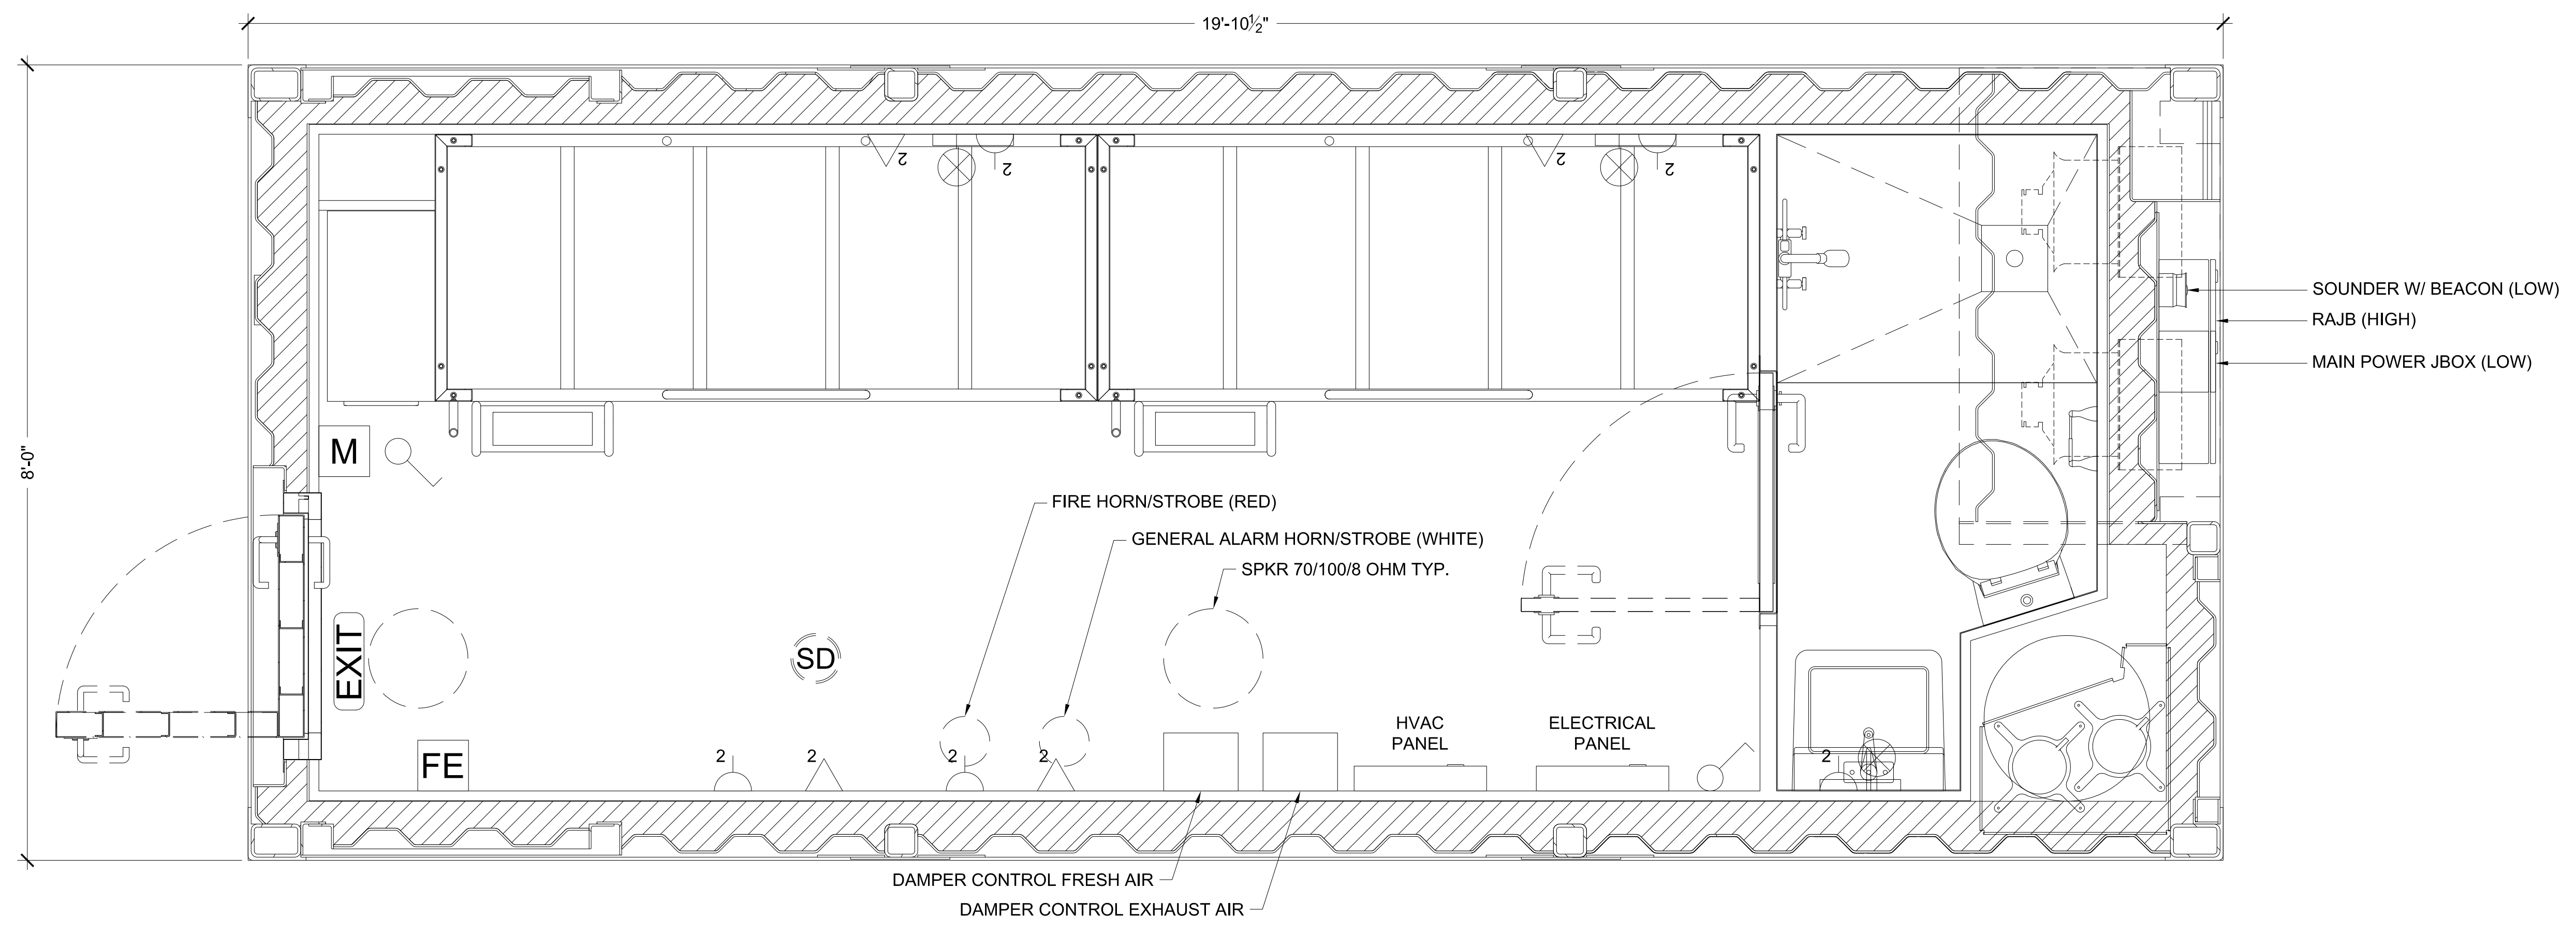 19'-10½"
8'-0"
2
2
2
2
SOUNDER W/ BEACON (LOW)
RAJB (HIGH)
MAIN POWER JBOX (LOW)
M
FIRE HORN/STROBE (RED)
GENERAL ALARM HORN/STROBE (WHITE)
SPKR 70/100/8 OHM TYP.
EXIT
SD
HVAC
PANEL
ELECTRICAL
PANEL
FE
2
2
2
2
2
DAMPER CONTROL FRESH AIR
DAMPER CONTROL EXHAUST AIR